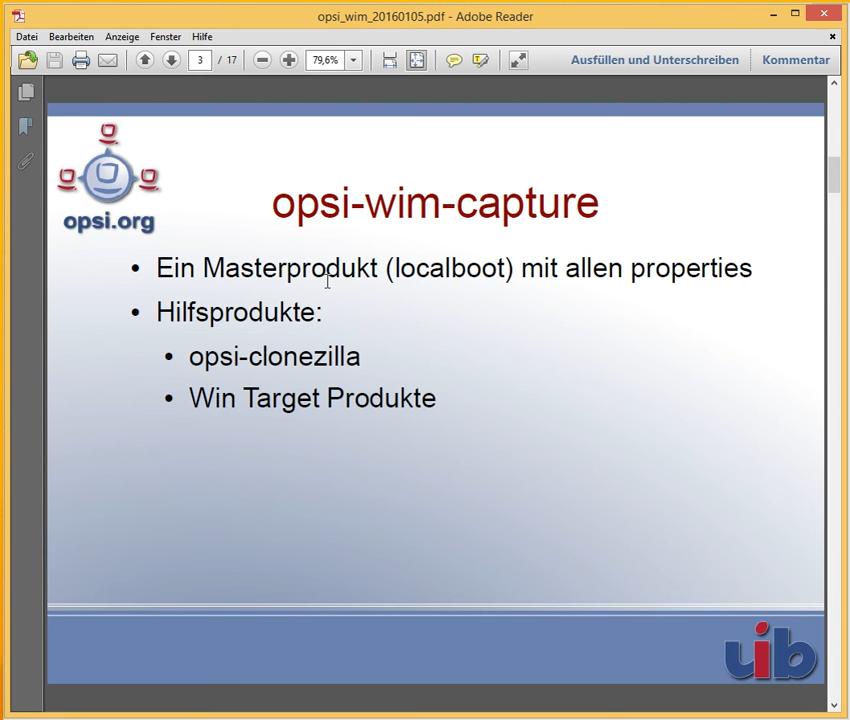 opsi_wim_20160105.pdf - Adobe Reader
Datei Bearbeiten Anzeige Fenster Hilfe
3 / 17 79,6% Ausfüllen und Unterschreiben Kommentar
opsi.org
opsi-wim-capture
• Ein Masterprodukt (localboot) mit allen properties
• Hilfsprodukte:
• opsi-clonezilla
• Win Target Produkte
uib